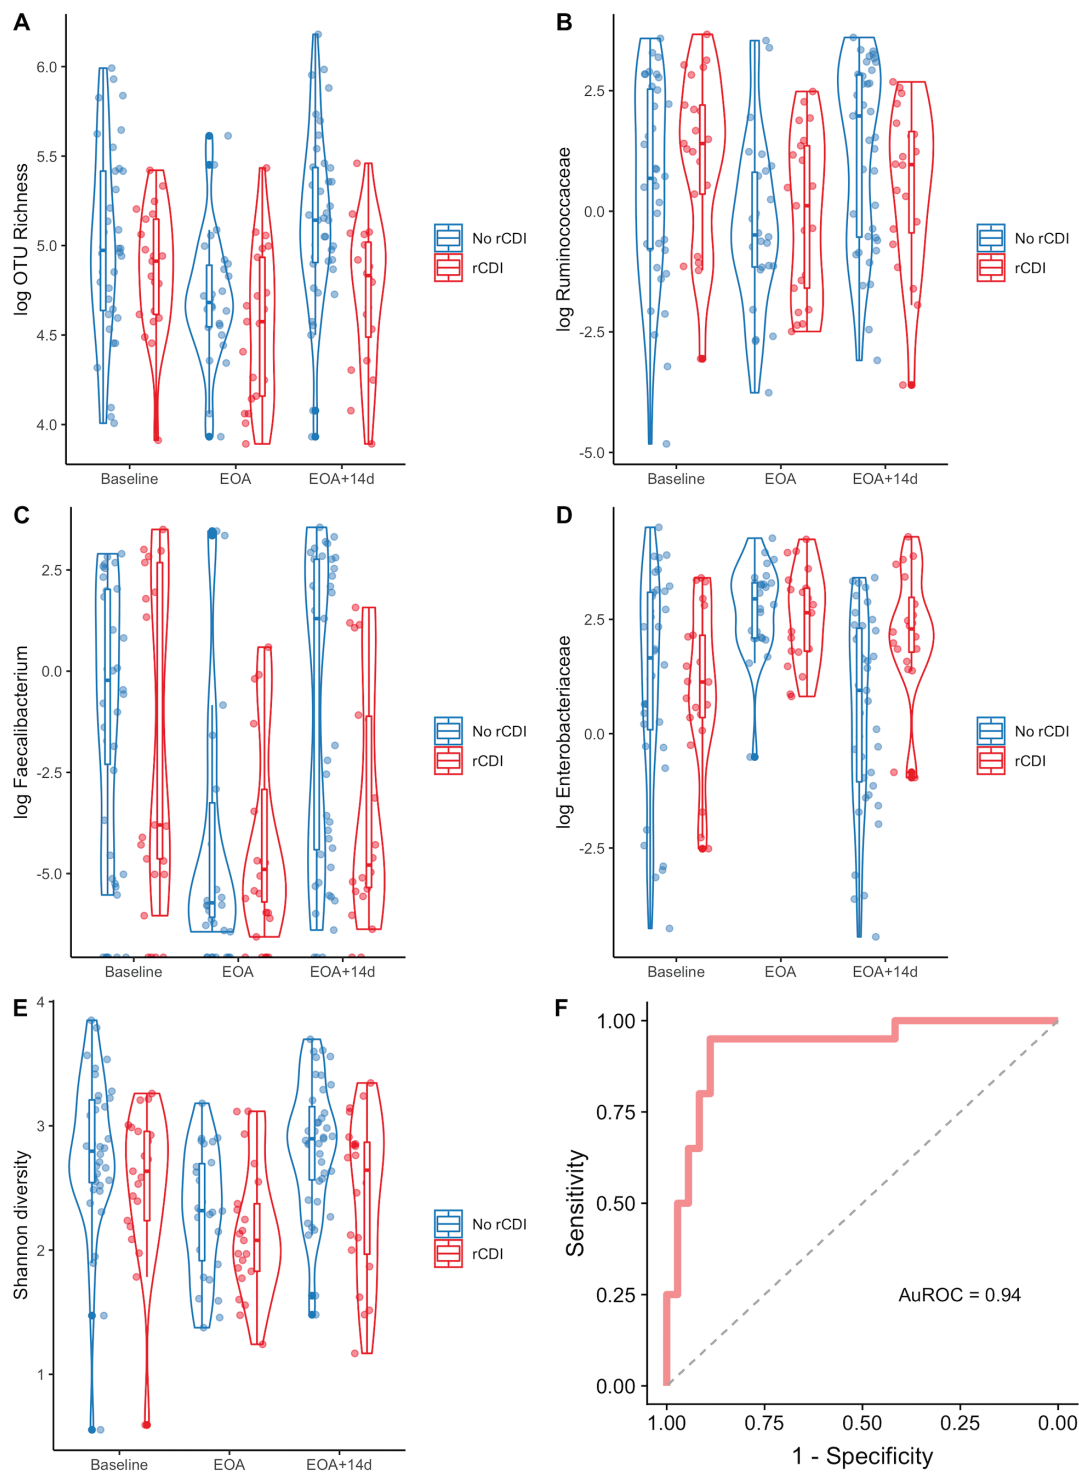 A
log OTU Richness
6.0
5.5
5.0
4.5
4.0
Baseline EOA EOA+14d
No rCDI
rCDI
B
log Ruminococcaceae
2.5
0.0
-2.5
-5.0
Baseline EOA EOA+14d
No rCDI
rCDI
C
log Faecalibacterium
2.5
0.0
-2.5
-5.0
Baseline EOA EOA+14d
No rCDI
rCDI
D
log Enterobacteriaceae
2.5
0.0
-2.5
Baseline EOA EOA+14d
No rCDI
rCDI
E
Shannon diversity
4
3
2
1
Baseline EOA EOA+14d
No rCDI
rCDI
F
Sensitivity
1.00
0.75
0.50
0.25
0.00
AuROC = 0.94
1.00 0.75 0.50 0.25 0.00
1 - Specificity